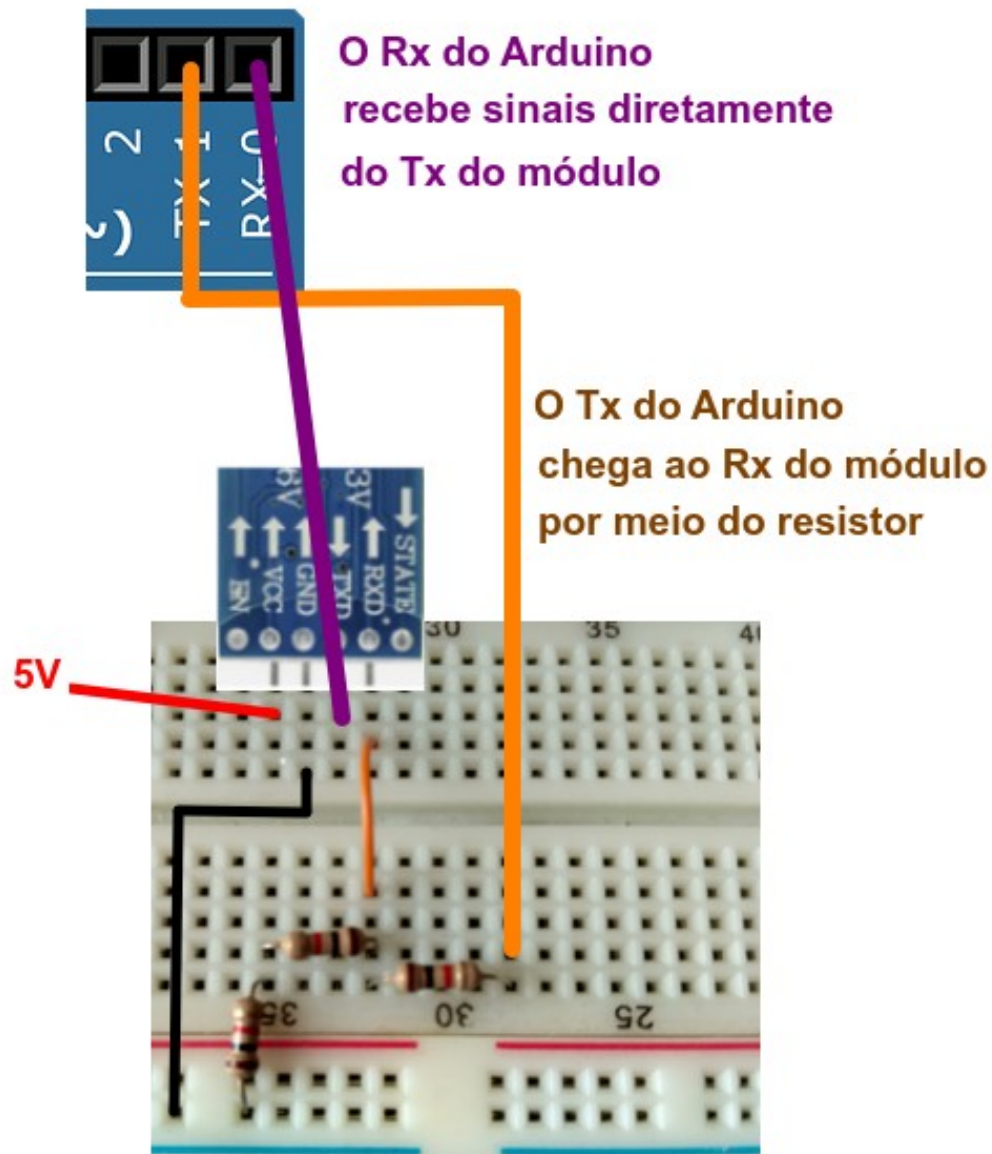 O Rx do Arduino
recebe sinais diretamente
do Tx do módulo
2
TX 1
RX 0
~)
O Tx do Arduino
chega ao Rx do módulo
por meio do resistor
6V
3V
EN
VCC
GND
TXD
RXD
STATE
5V
30
35
40
35
30
25